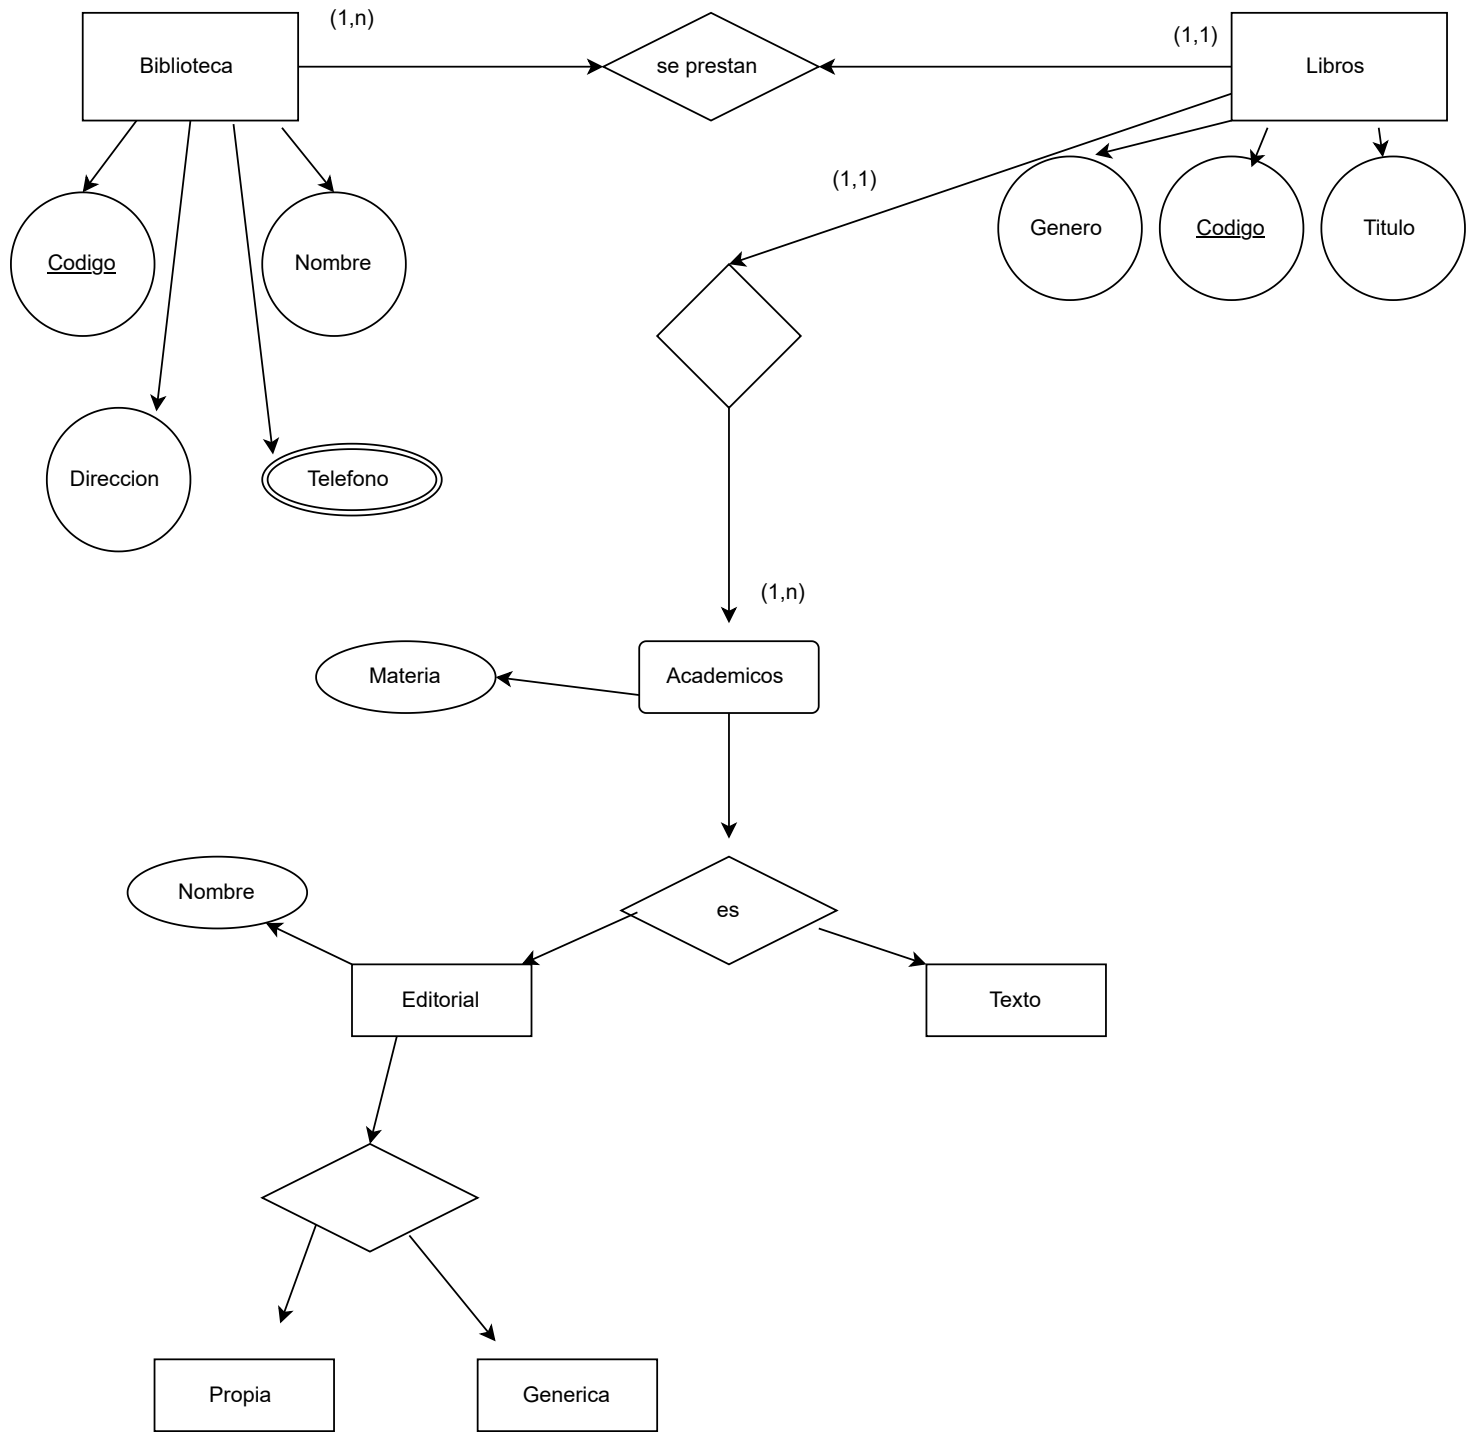 (1,n)
(1,1)
Biblioteca
se prestan
Libros
(1,1)
Genero
Codigo
Titulo
Codigo
Nombre
Direccion
Telefono
(1,n)
Materia
Academicos
Nombre
es
Editorial
Texto
Propia
Generica